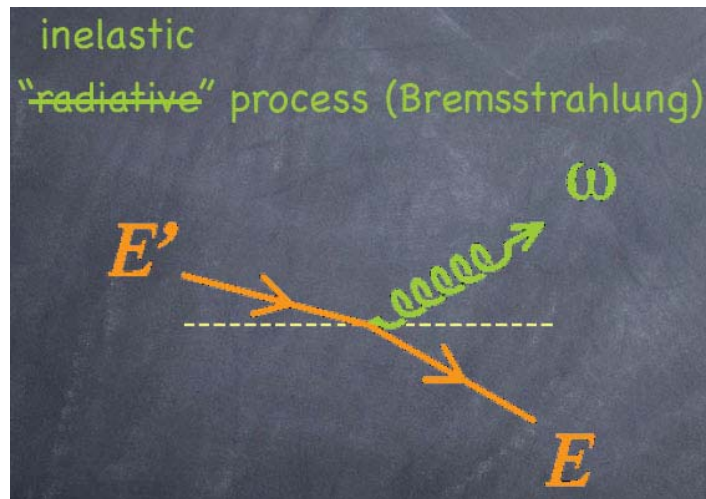 inelastic
“radiative” process (Bremsstrahlung)
ω
E’
E